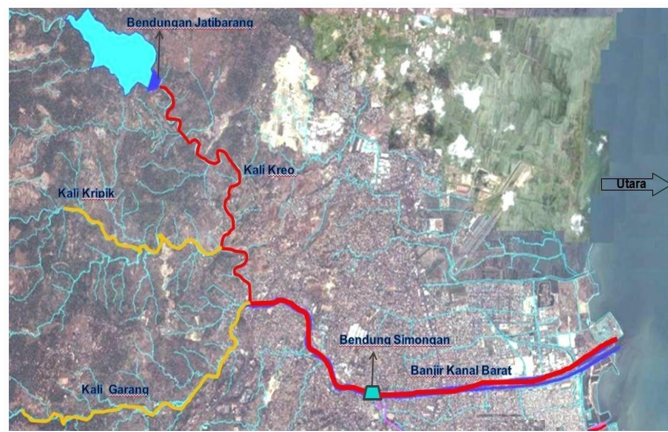 Bendungan Jatibarang
Kali Kreo
Utara
Kali Kripik
Bendung Simongan
Banjir Kanal Barat
Kali Garang